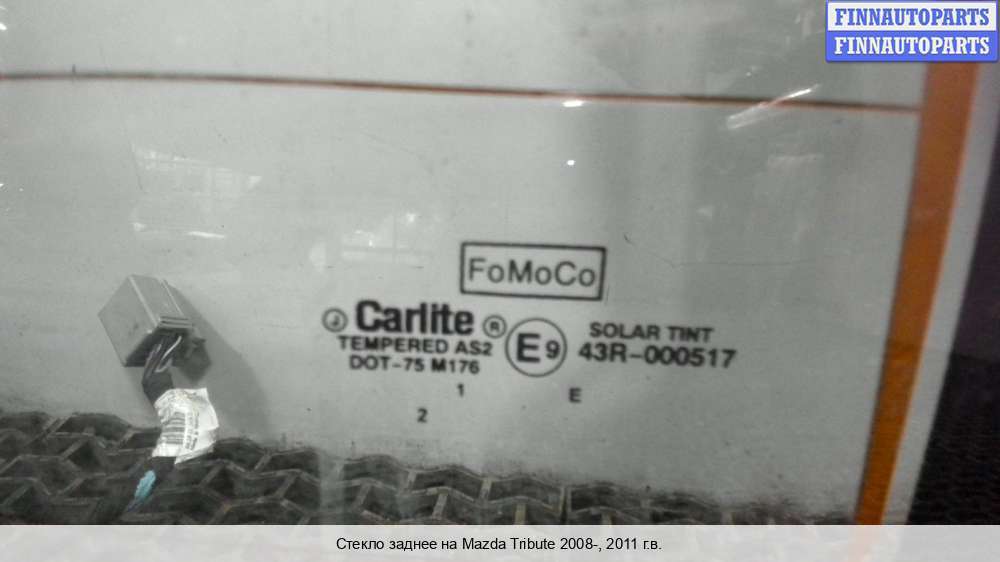 FINNAUTOPARTS
FINNAUTOPARTS
FoMoCo
J Carlite ®
TEMPERED AS2
DOT-75 M176
E9
SOLAR TINT
43R-000517
1 E
2
Стекло заднее на Mazda Tribute 2008-, 2011 г.в.